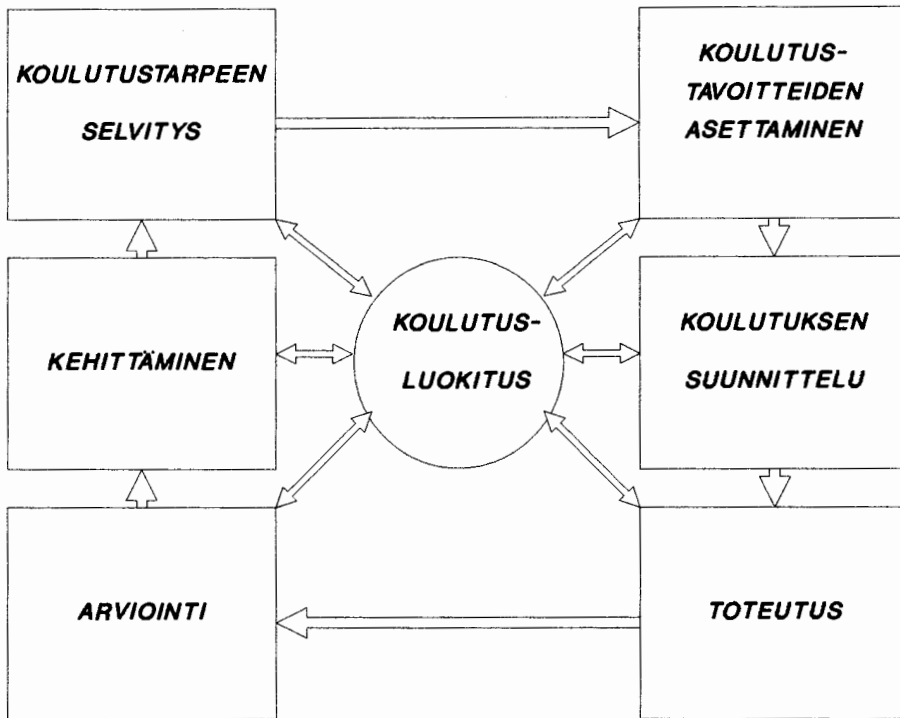 KOULUTUSTARPEEN
SELVITYS
KOULUTUS-
TAVOITTEIDEN
ASETTAMINEN
KEHITTÄMINEN
KOULUTUS-
LUOKITUS
KOULUTUKSEN
SUUNNITTELU
ARVIOINTI
TOTEUTUS